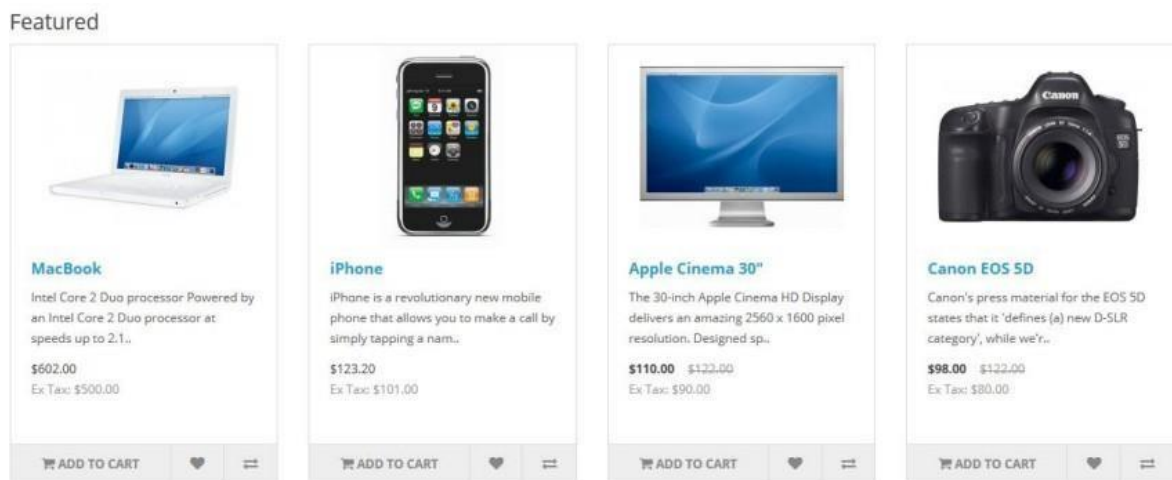 Featured
Canon
EOS
5D
MacBook
Intel Core 2 Duo processor Powered by
an Intel Core 2 Duo processor at
speeds up to 2.1..
$602.00
Ex Tax: $500.00
ADD TO CART
iPhone
iPhone is a revolutionary new mobile
phone that allows you to make a call by
simply tapping a nam..
$123.20
Ex Tax: $101.00
ADD TO CART
Apple Cinema 30"
The 30-inch Apple Cinema HD Display
delivers an amazing 2560 x 1600 pixel
resolution. Designed sp..
$110.00 $122.00
Ex Tax: $90.00
ADD TO CART
Canon EOS 5D
Canon's press material for the EOS 5D
states that it 'defines (a) new D-SLR
category', while we'r..
$98.00 $122.00
Ex Tax: $80.00
ADD TO CART